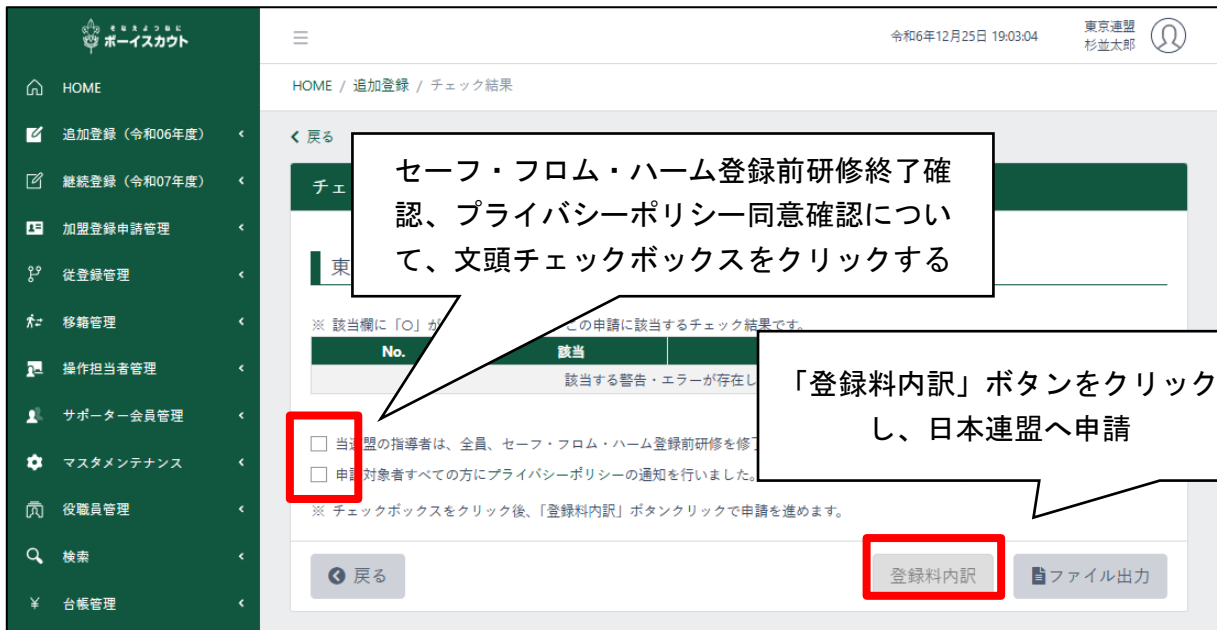 そなえよつねに
ボーイスカウト
令和6年12月25日 19:03:04
東京連盟
杉並太郎
HOME
追加登録（令和06年度）
継続登録（令和07年度）
加盟登録申請管理
従登録管理
移籍管理
操作担当者管理
サポーター会員管理
マスタメンテナンス
役職員管理
検索
台帳管理
HOME / 追加登録 / チェック結果
戻る
チェ
セーフ・フロム・ハーム登録前研修終了確
認、プライバシーポリシー同意確認につい
て、文頭チェックボックスをクリックする
東
※ 該当欄に「○」が この申請に該当するチェック結果です。
No. 該当
該当する警告・エラーが存在し
「登録料内訳」ボタンをクリック
し、日本連盟へ申請
当連盟の指導者は、全員、セーフ・フロム・ハーム登録前研修を修了
申請対象者すべての方にプライバシーポリシーの通知を行いました。
※ チェックボックスをクリック後、「登録料内訳」ボタンクリックで申請を進めます。
戻る
登録料内訳
ファイル出力